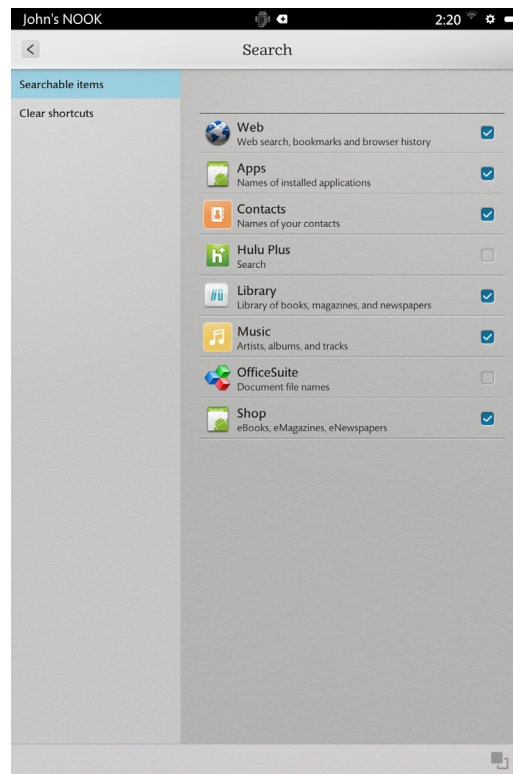 John's NOOK
2:20
Search
Searchable items
Clear shortcuts
Web
Web search, bookmarks and browser history
Apps
Names of installed applications
Contacts
Names of your contacts
Hulu Plus
Search
Library
Library of books, magazines, and newspapers
Music
Artists, albums, and tracks
OfficeSuite
Document file names
Shop
eBooks, eMagazines, eNewspapers